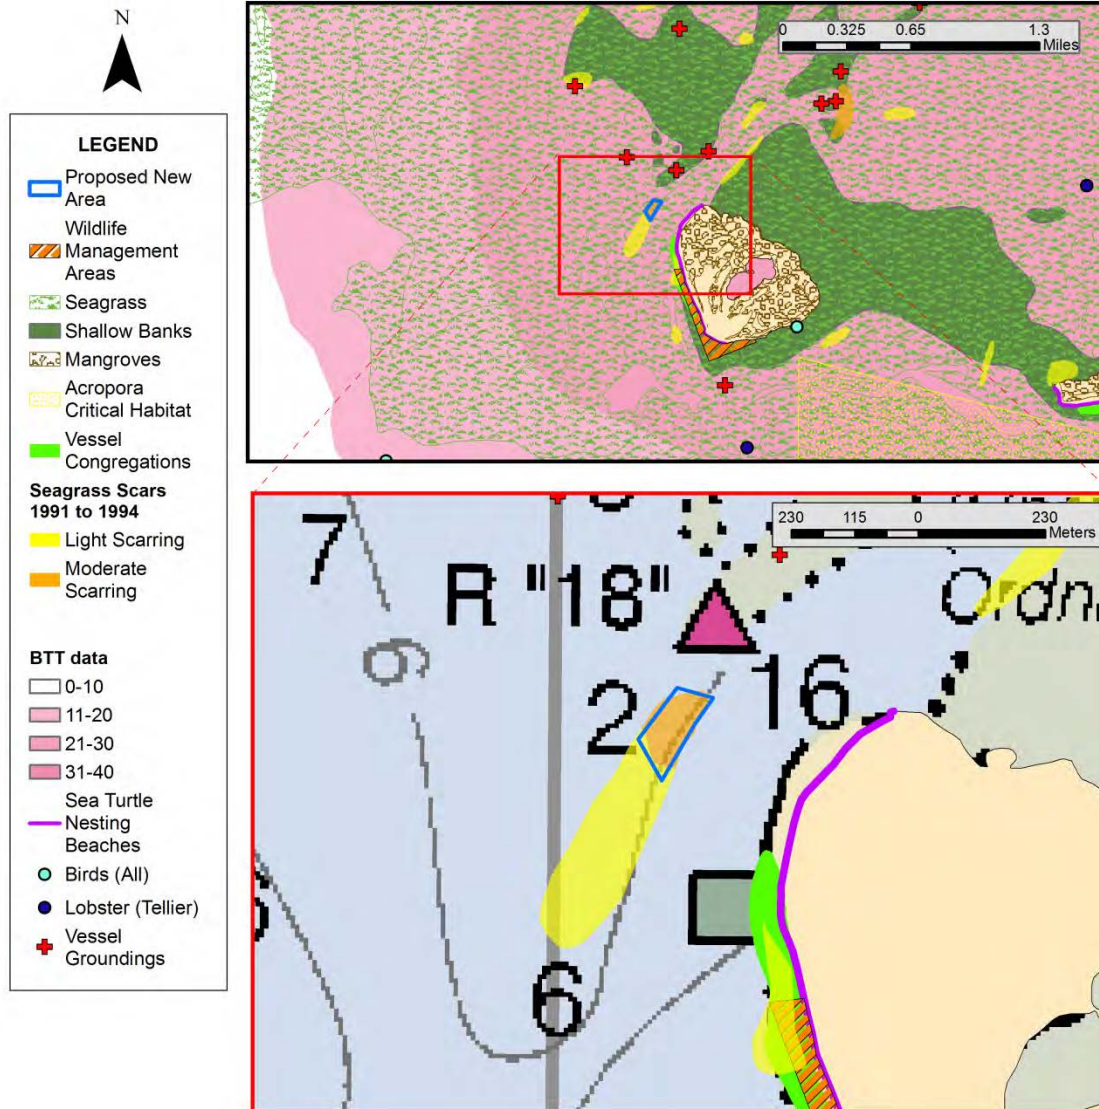 N
LEGEND
Proposed New
Area
Wildlife
Management
Areas
Seagrass
Shallow Banks
Mangroves
Acropora
Critical Habitat
Vessel
Congregations
Seagrass Scars
1991 to 1994
Light Scarring
Moderate
Scarring
BTT data
0-10
11-20
21-30
31-40
Sea Turtle
Nesting
Beaches
Birds (All)
Lobster (Tellier)
Vessel
Groundings
0 0.325 0.65 1.3
Miles
230 115 0 230
Meters
7
R "18"
6
2
16
6